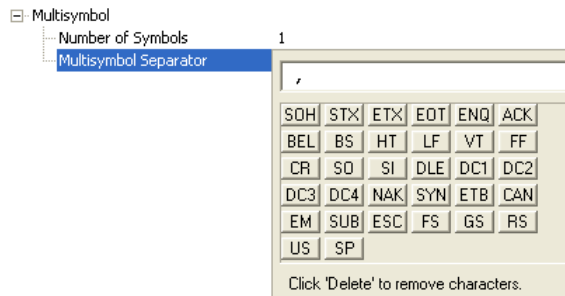 Multisymbol
Number of Symbols 1
Multisymbol Separator
,
SOH STX ETX EOT ENQ ACK
BEL BS HT LF VT FF
CR SO SI DLE DC1 DC2
DC3 DC4 NAK SYN ETB CAN
EM SUB ESC FS GS RS
US SP
Click 'Delete' to remove characters.